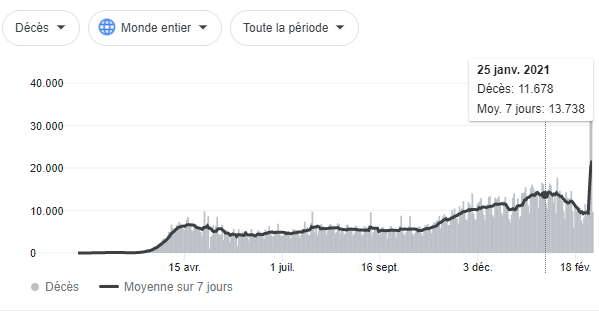 Décès Monde entier Toute la période
25 janv. 2021
Décès: 11.678
Moy. 7 jours: 13.738
40.000
30.000
20.000
10.000
0
15 avr. 1 juil. 16 sept. 3 déc. 18 fév.
Décès Moyenne sur 7 jours